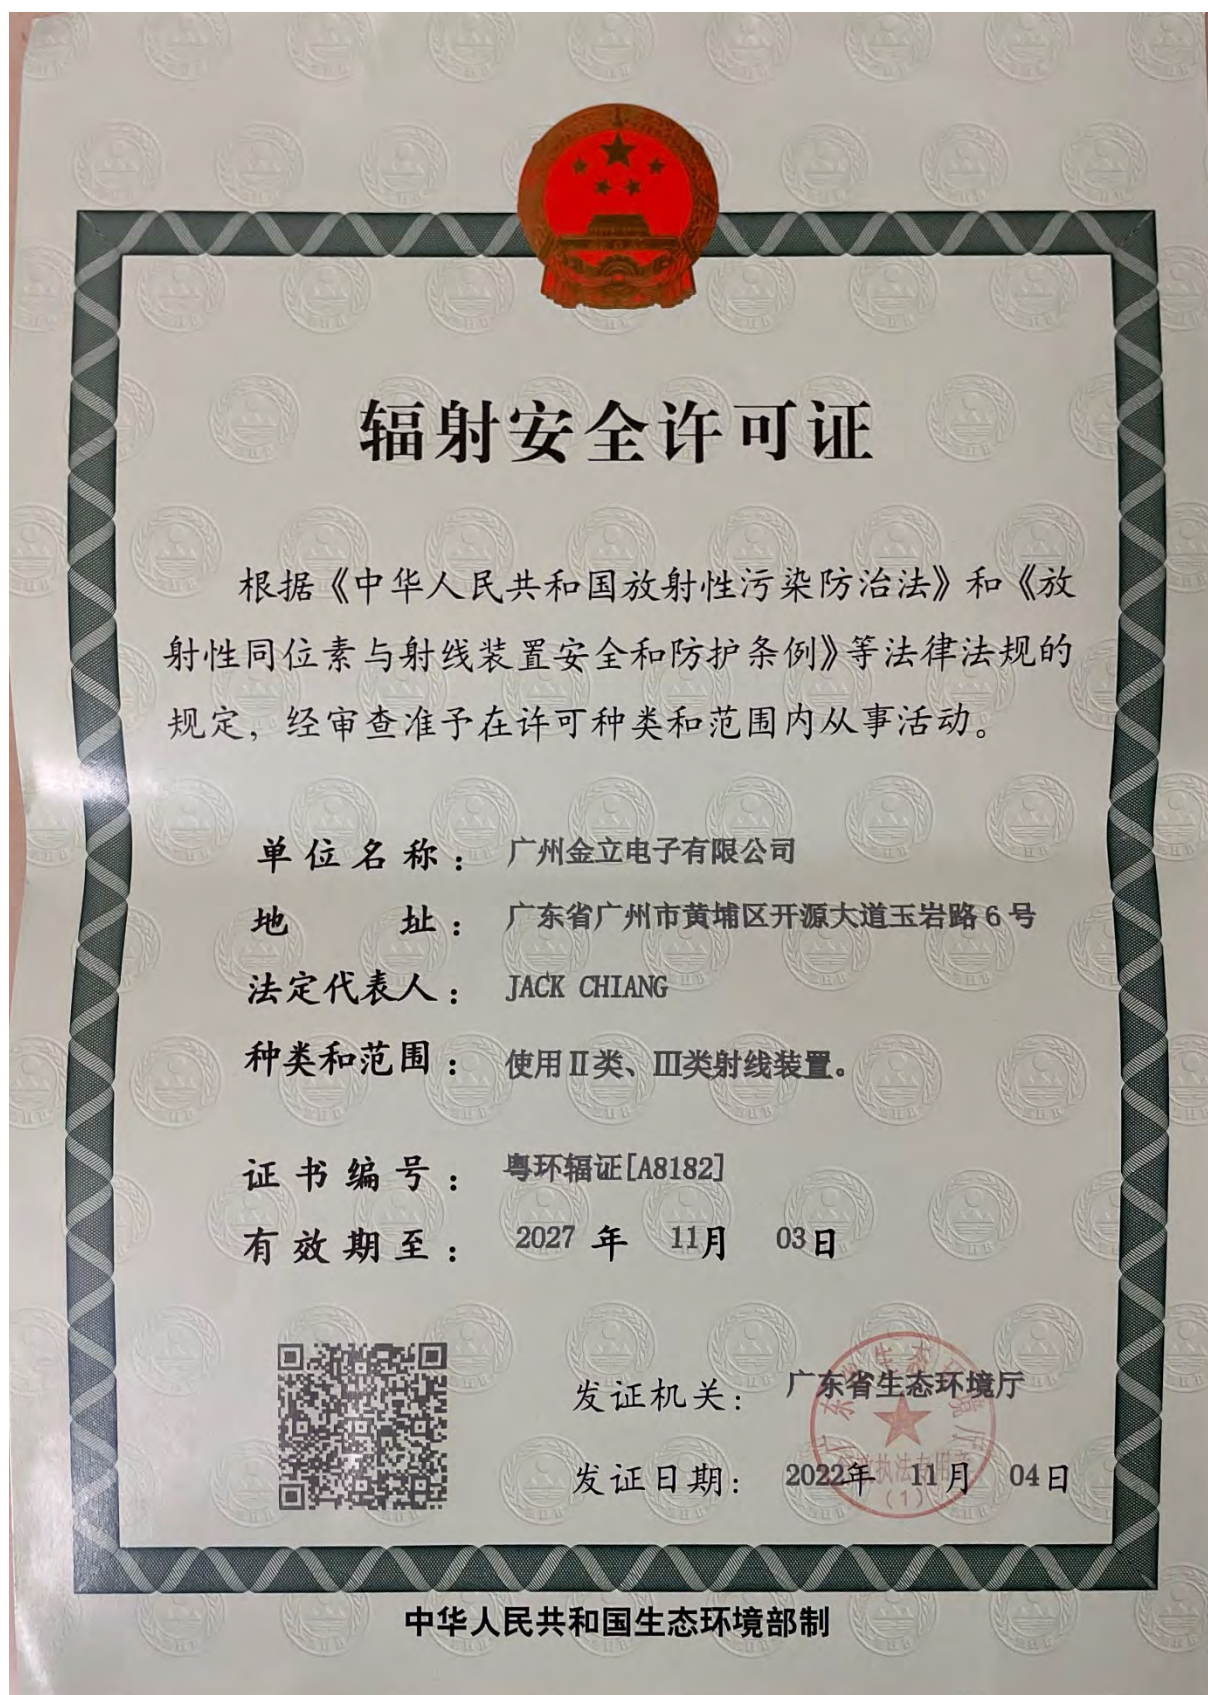 辐射安全许可证
根据《中华人民共和国放射性污染防治法》和《放
射性同位素与射线装置安全和防护条例》等法律法规的
规定，经审查准予在许可种类和范围内从事活动。
单位名称：广州金立电子有限公司
地址：广东省广州市黄埔区开源大道玉岩路6号
法定代表人：JACK CHIANG
种类和范围：使用Ⅱ类、Ⅲ类射线装置。
证书编号：粤环辐证[A8182]
有效期至：2027年11月03日
发证机关：广东省生态环境厅
发证日期：2022年11月04日
(1)
中华人民共和国生态环境部制